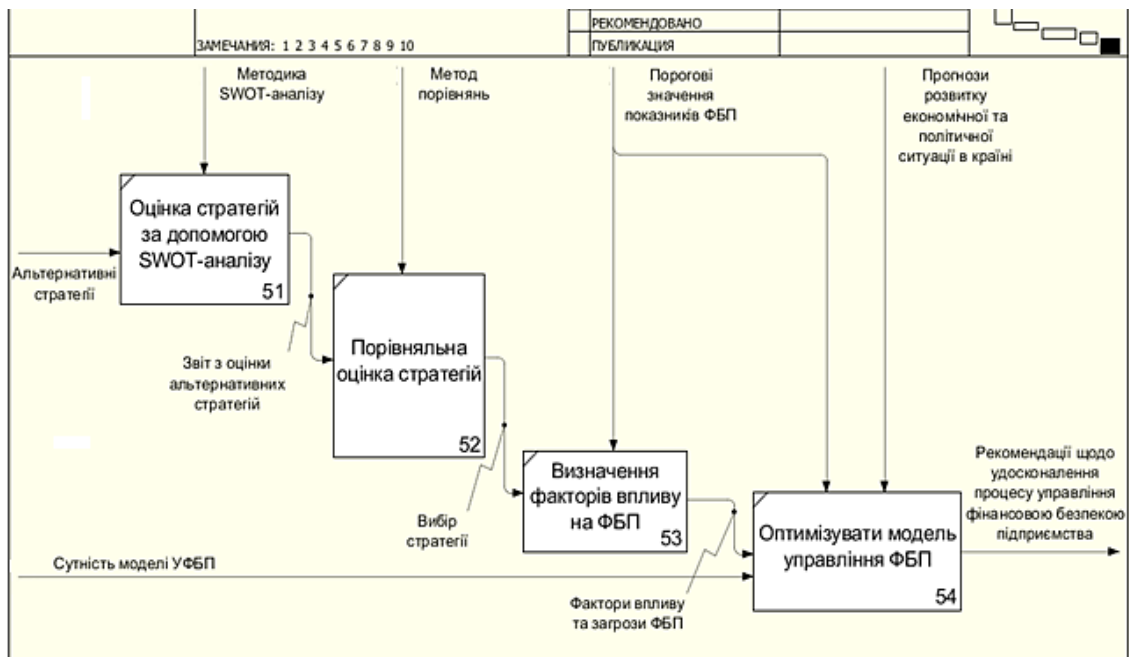 РЕКОМЕНДОВАНО
ЗАМЕЧАНИЯ: 1 2 3 4 5 6 7 8 9 10
ПУБЛИКАЦИЯ
Методика
SWOT-аналізу
Метод
порівнянь
Порогові
значення
показників ФБП
Прогнози
розвитку
економічної та
політичної
ситуації в країні
Оцінка стратегій
за допомогою
SWOT-аналізу
51
Альтернативні
стратегії
Звіт з оцінки
альтернативних
стратегій
Порівняльна
оцінка стратегій
52
Вибір
стратегії
Визначення
факторів впливу
на ФБП
53
Рекомендації щодо
удосконалення
процесу управління
фінансовою безпекою
підприємства
Оптимізувати модель
управління ФБП
54
Сутність моделі УФБП
Фактори впливу
та загрози ФБП